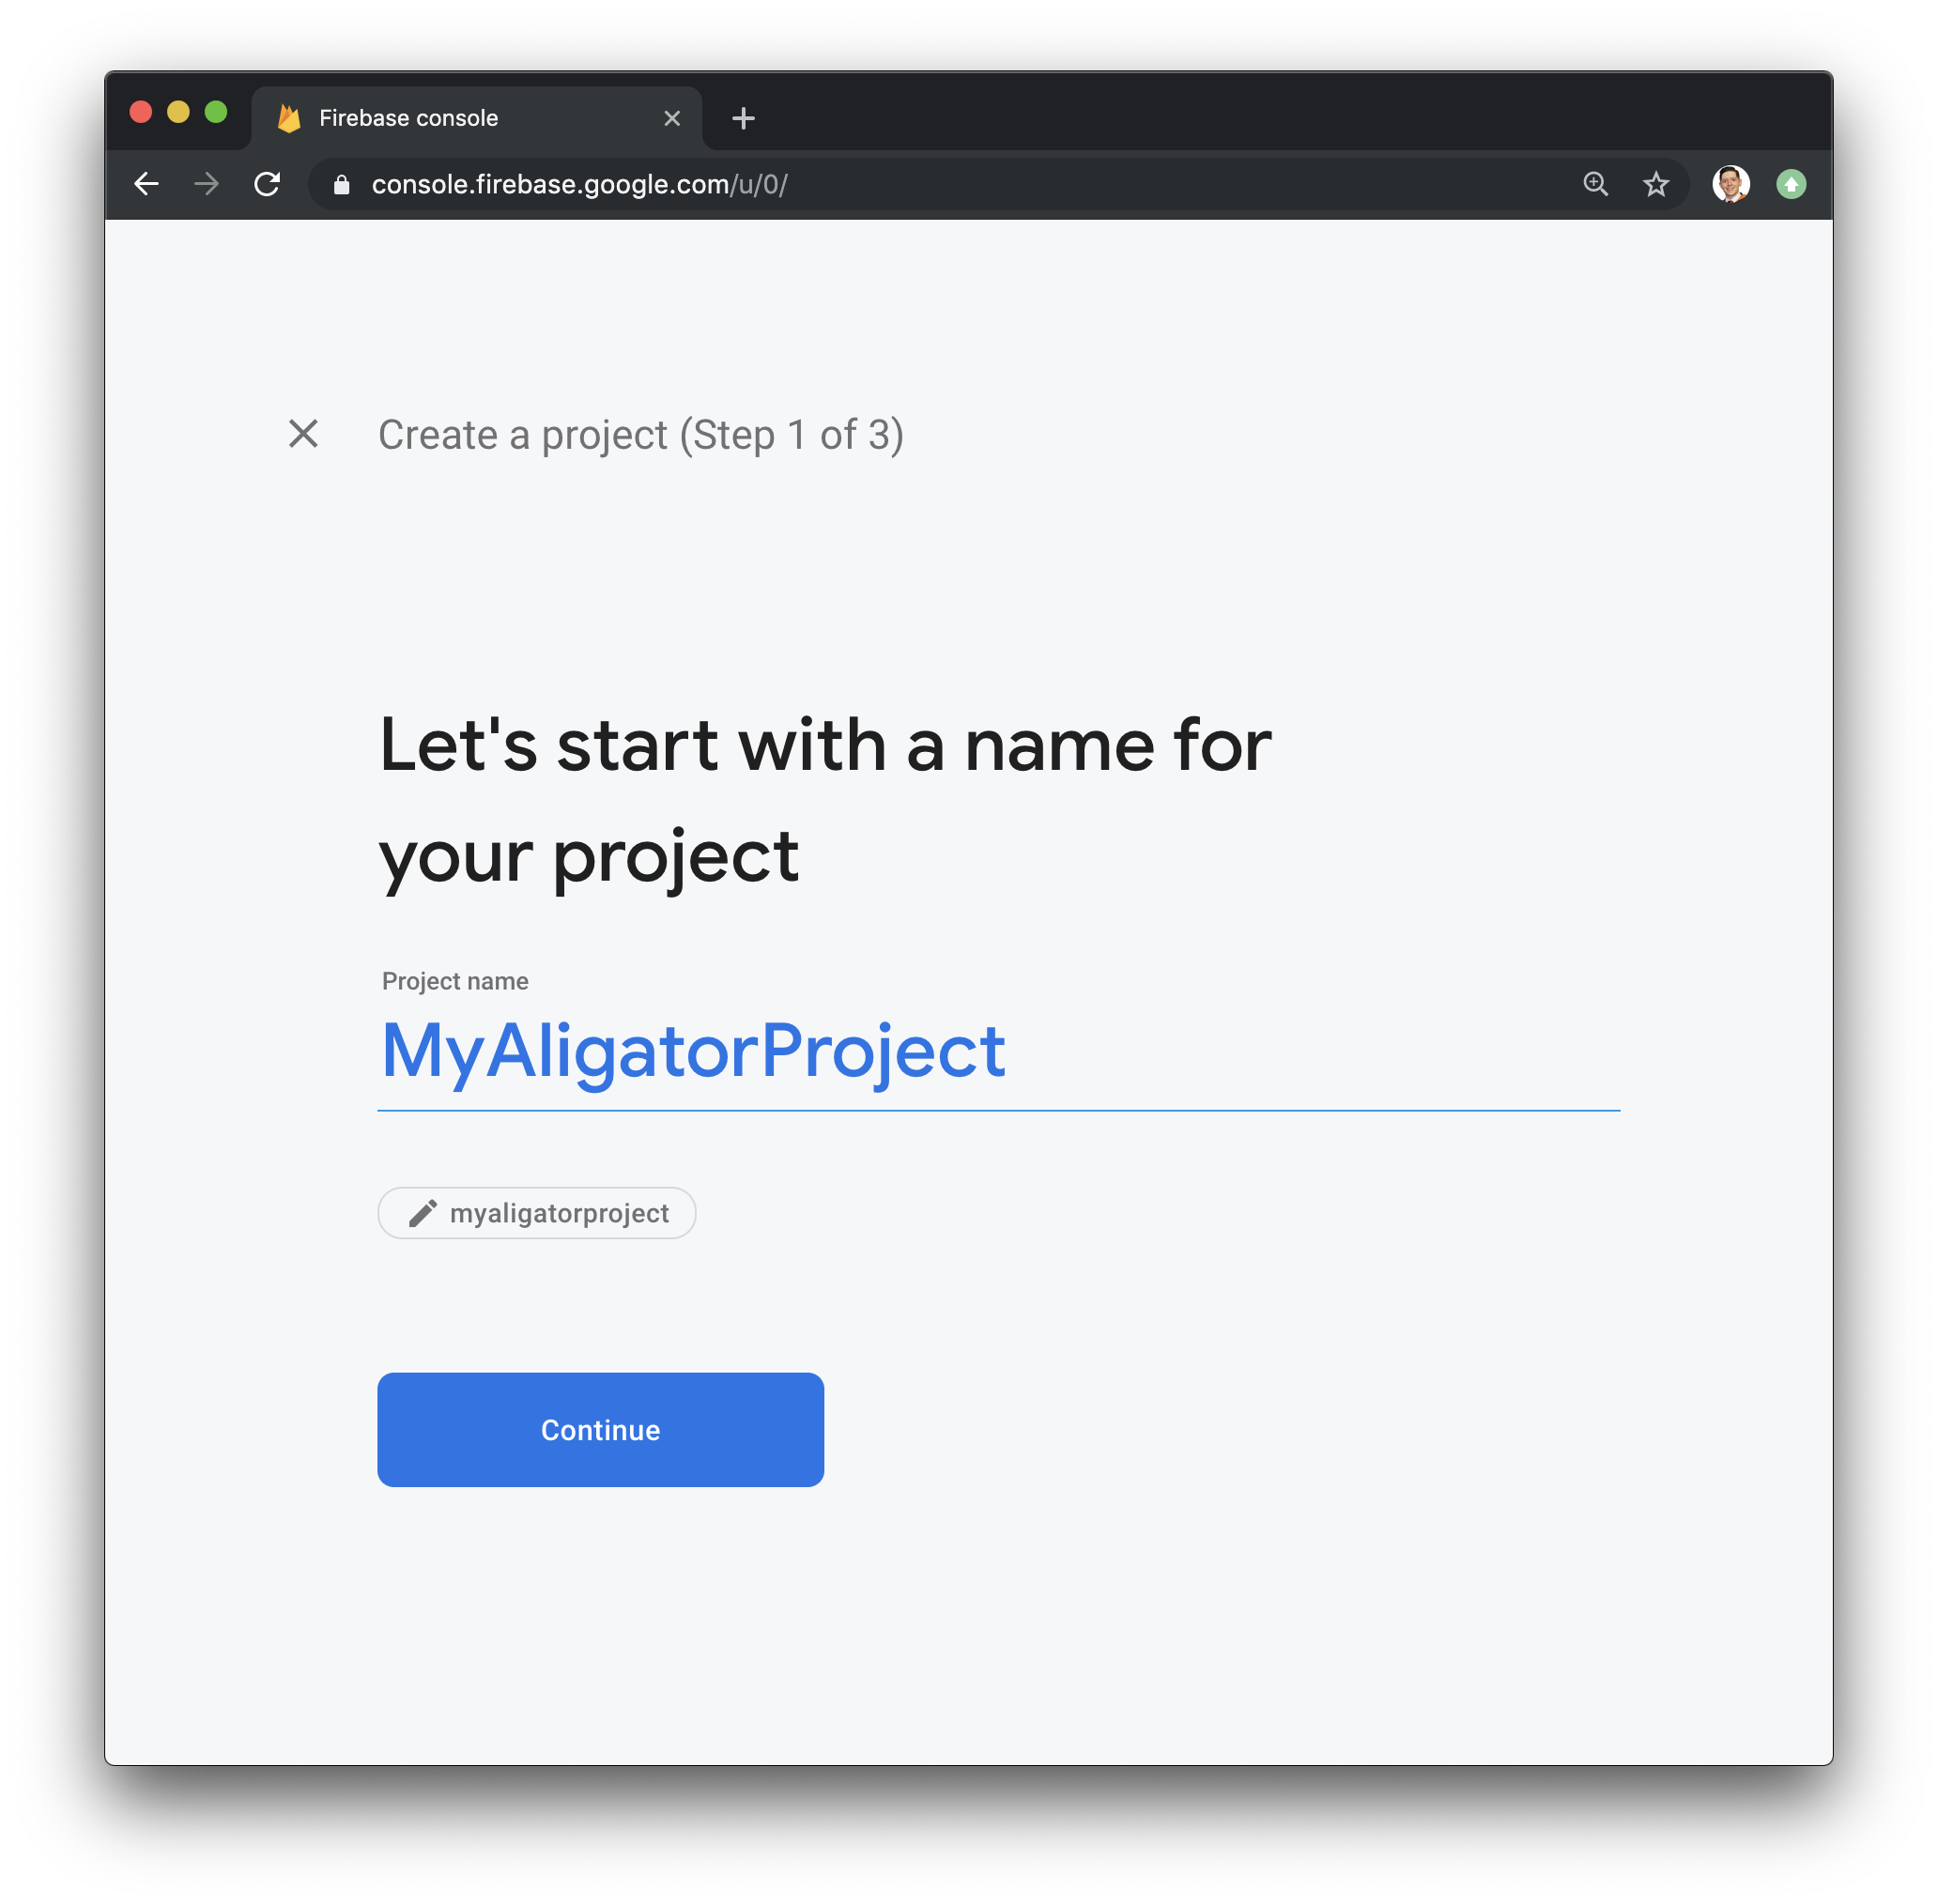 Firebase console
console.firebase.google.com/u/0/
Create a project (Step 1 of 3)
Let's start with a name for
your project
Project name
MyAligatorProject
myaligatorproject
Continue